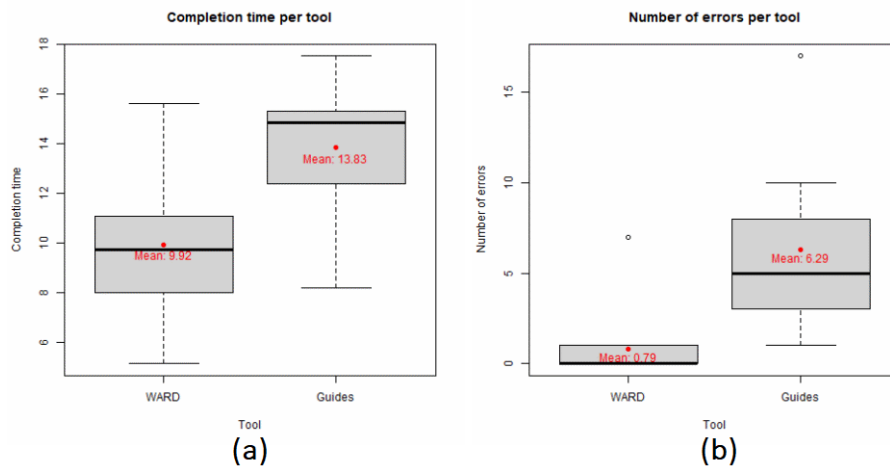 Completion time per tool
Completion time
18
16
14
12
10
8
6
Mean: 9.92
Mean: 13.83
WARD
Guides
Tool
(a)
Number of errors per tool
Number of errors
15
10
5
0
Mean: 0.79
Mean: 6.29
WARD
Guides
Tool
(b)